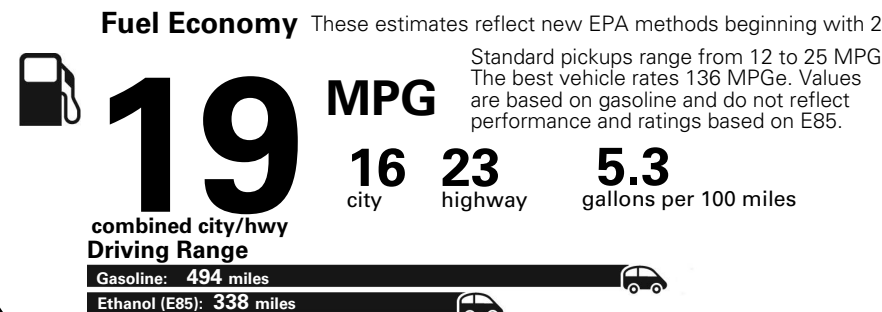 Fuel Economy These estimates reflect new EPA methods beginning with 2
Standard pickups range from 12 to 25 MPG
The best vehicle rates 136 MPGe. Values
are based on gasoline and do not reflect
performance and ratings based on E85.
19 MPG
16 23 5.3
city highway gallons per 100 miles
combined city/hwy
Driving Range
Gasoline: 494 miles
Ethanol (E85): 338 miles